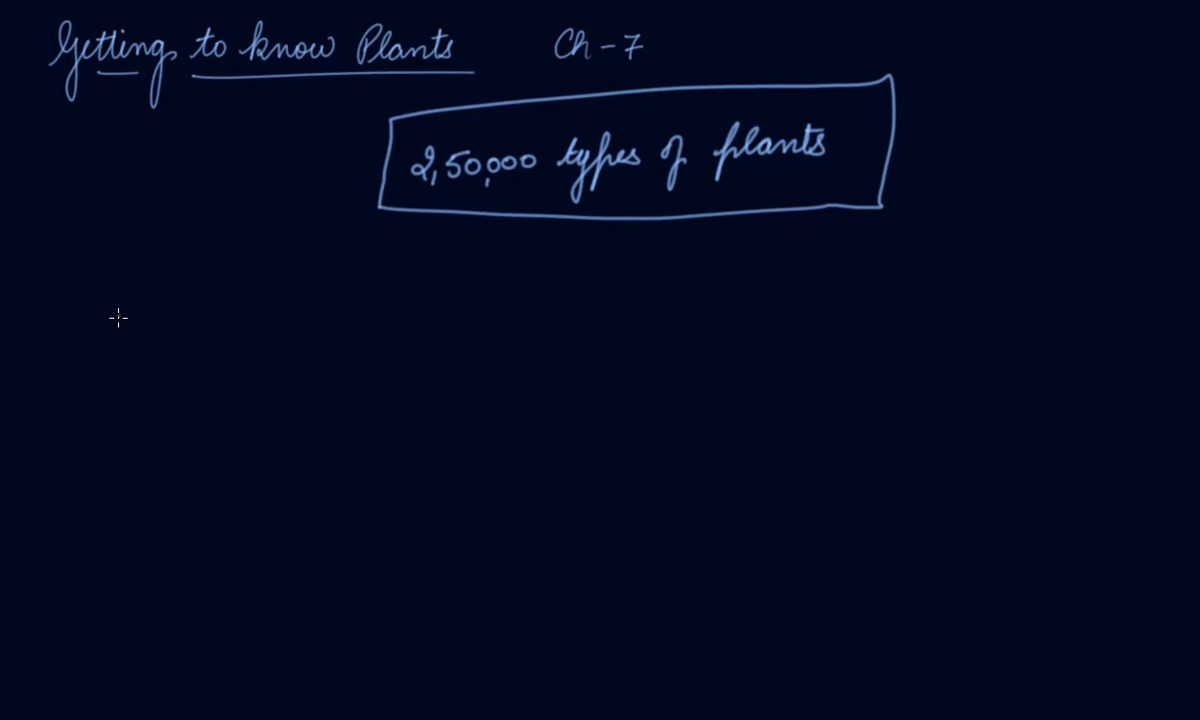 Getting to know Plants Ch-7
2,50,000 types of plants